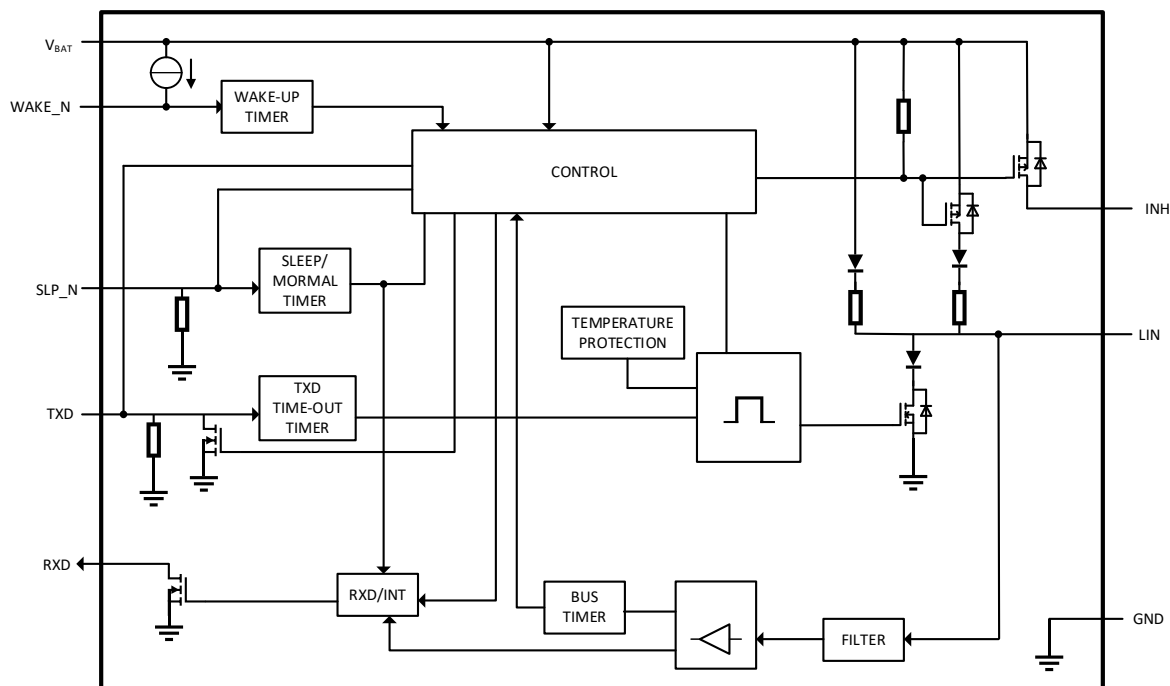 VBAT
WAKE_N
WAKE-UP
TIMER
CONTROL
INH
SLP_N
SLEEP/
MORMAL
TIMER
TEMPERATURE
PROTECTION
LIN
TXD
TXD
TIME-OUT
TIMER
RXD
RXD/INT
BUS
TIMER
FILTER
GND